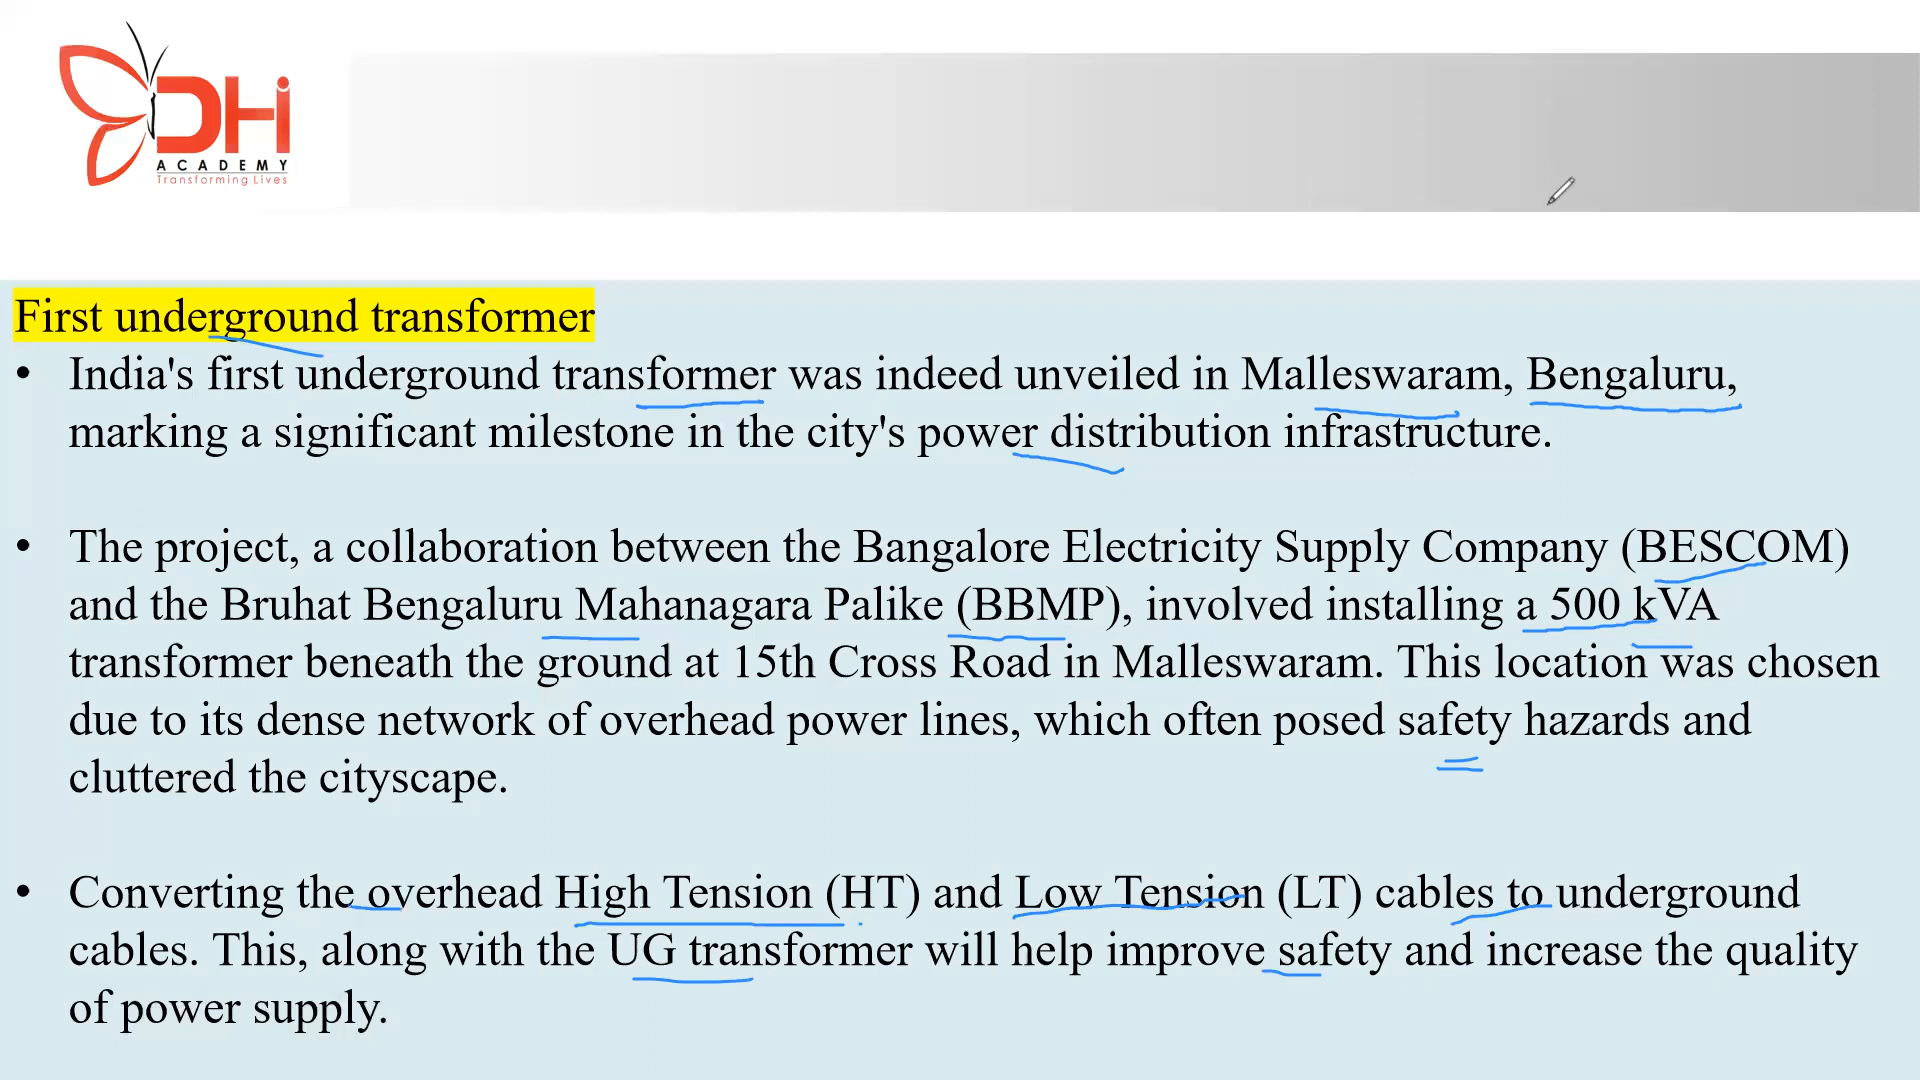 DHi
ACADEMY
Transforming Lives
First underground transformer
• India's first underground transformer was indeed unveiled in Malleswaram, Bengaluru,
marking a significant milestone in the city's power distribution infrastructure.
• The project, a collaboration between the Bangalore Electricity Supply Company (BESCOM)
and the Bruhat Bengaluru Mahanagara Palike (BBMP), involved installing a 500 kVA
transformer beneath the ground at 15th Cross Road in Malleswaram. This location was chosen
due to its dense network of overhead power lines, which often posed safety hazards and
cluttered the cityscape.
• Converting the overhead High Tension (HT) and Low Tension (LT) cables to underground
cables. This, along with the UG transformer will help improve safety and increase the quality
of power supply.